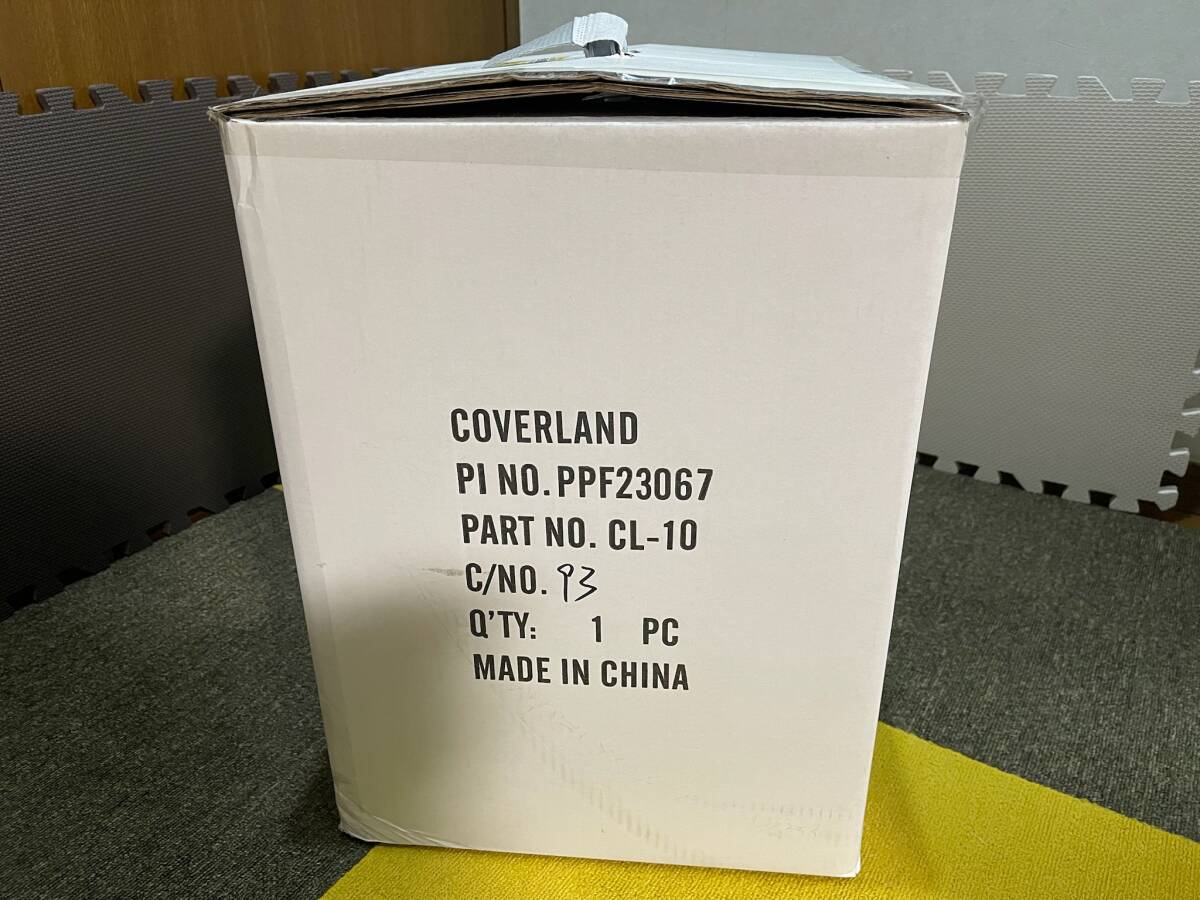 COVERLAND
PI NO. PPF23067
PART NO. CL-10
C/NO. 93
Q'TY: 1 PC
MADE IN CHINA